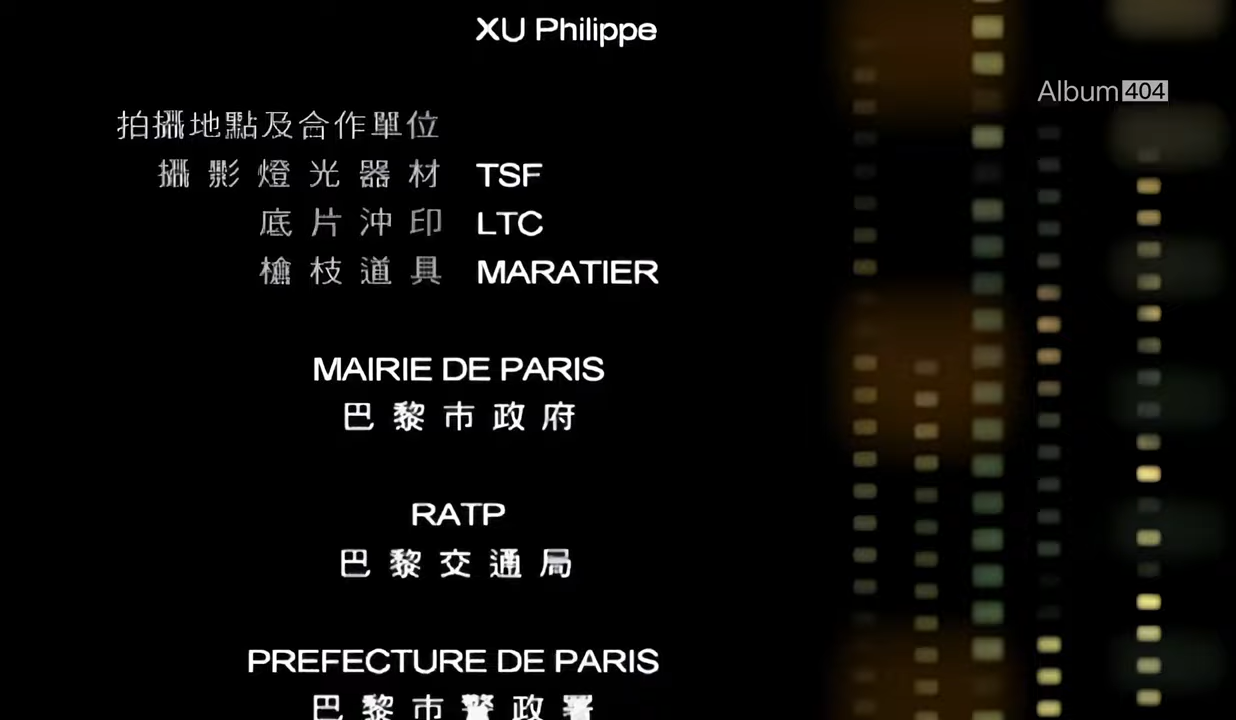 XU Philippe
Album404
拍攝地點及合作單位
攝影燈光器材 TSF
底片沖印 LTC
槍枝道具 MARATIER
MAIRIE DE PARIS
巴黎市政府
RATP
巴黎交通局
PREFECTURE DE PARIS
巴黎市警政署